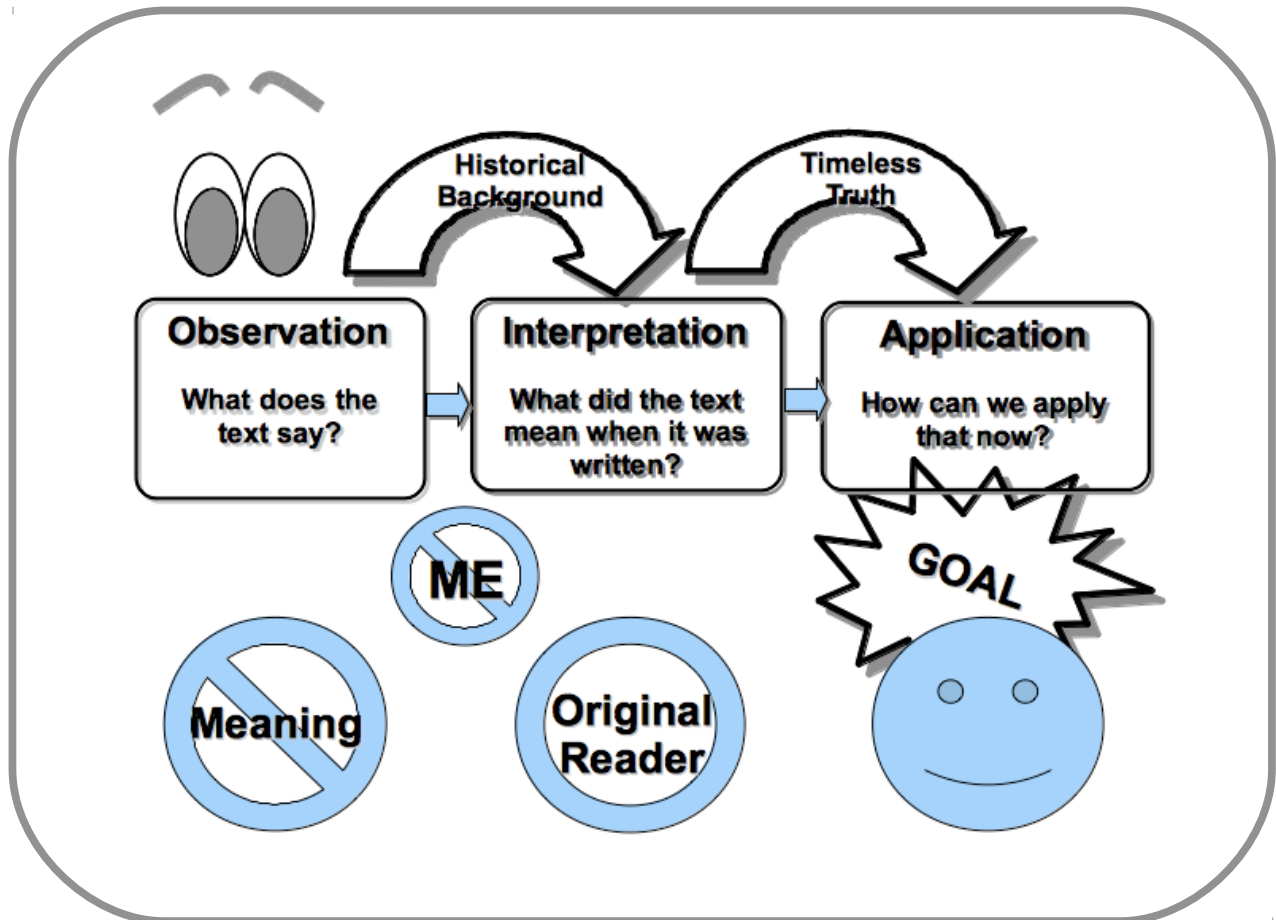 Historical
Background
Timeless
Truth
Observation
What does the
text say?
Interpretation
What did the text
mean when it was
written?
Application
How can we apply
that now?
ME
GOAL
Meaning
Original
Reader